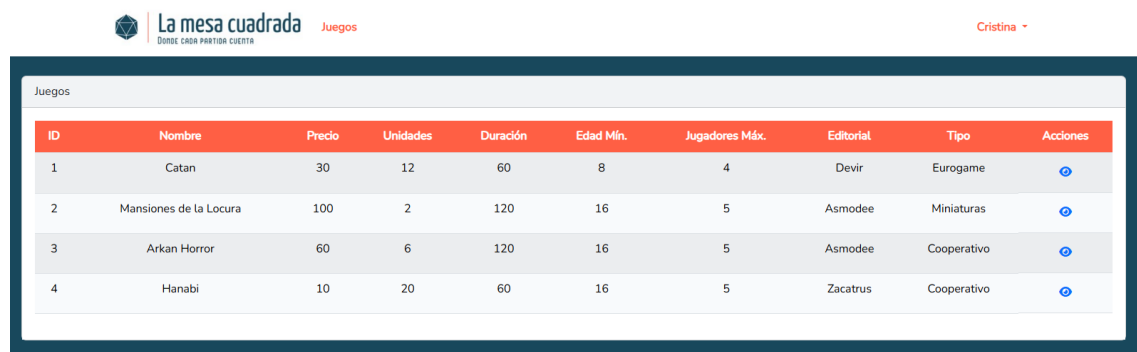 La mesa cuadrada
DONDE CADA PARTIDA CUENTA
Juegos
Cristina
Juegos
ID Nombre Precio Unidades Duración Edad Mín. Jugadores Máx. Editorial Tipo Acciones
1 Catan 30 12 60 8 4 Devir Eurogame
2 Mansiones de la Locura 100 2 120 16 5 Asmodee Miniaturas
3 Arkan Horror 60 6 120 16 5 Asmodee Cooperativo
4 Hanabi 10 20 60 16 5 Zacatrus Cooperativo